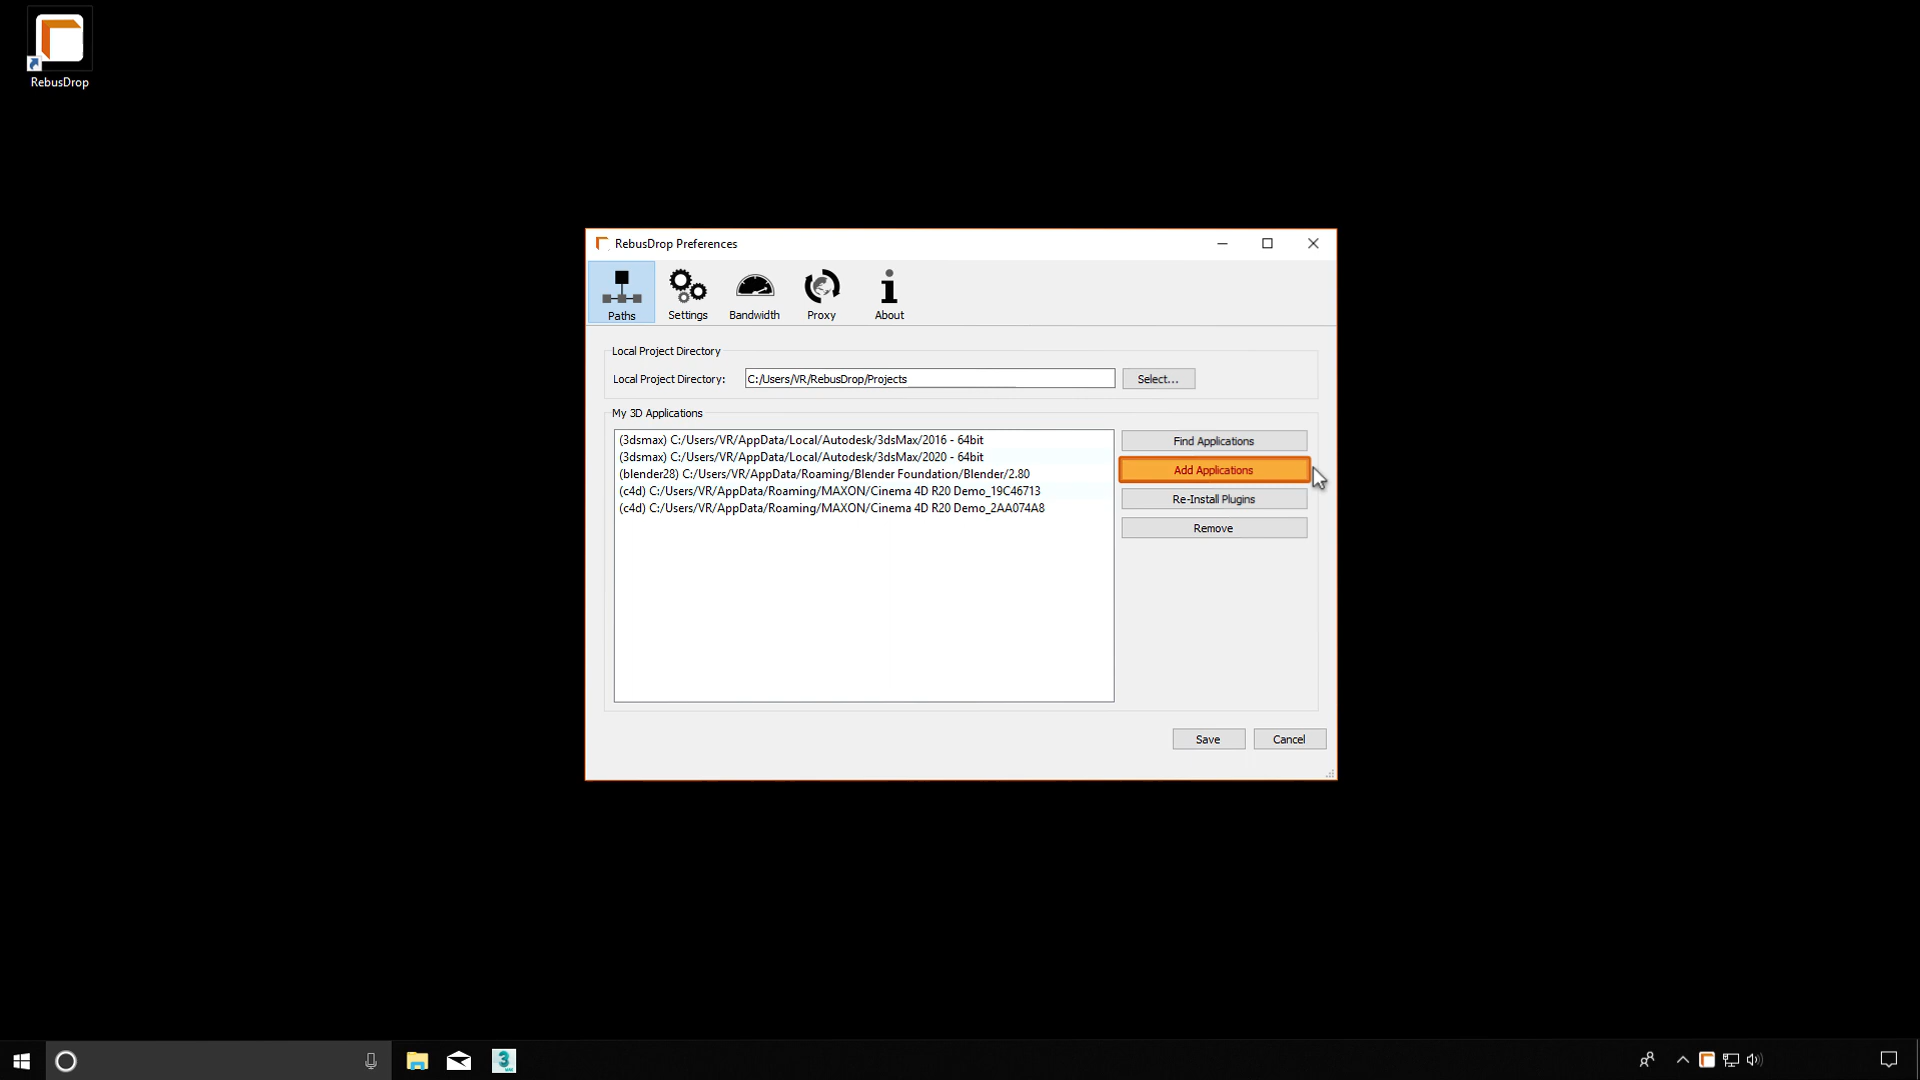 RebusDrop
RebusDrop Preferences
Paths
Settings
Bandwidth
Proxy
About
Local Project Directory
Local Project Directory:
C:/Users/VR/RebusDrop/Projects
Select...
My 3D Applications
(3dsmax) C:/Users/VR/AppData/Local/Autodesk/3dsMax/2016 - 64bit
(3dsmax) C:/Users/VR/AppData/Local/Autodesk/3dsMax/2020 - 64bit
(blender28) C:/Users/VR/AppData/Roaming/Blender Foundation/Blender/2.80
(c4d) C:/Users/VR/AppData/Roaming/MAXON/Cinema 4D R20 Demo_19C46713
(c4d) C:/Users/VR/AppData/Roaming/MAXON/Cinema 4D R20 Demo_2AA074A8
Find Applications
Add Applications
Re-Install Plugins
Remove
Save
Cancel
3